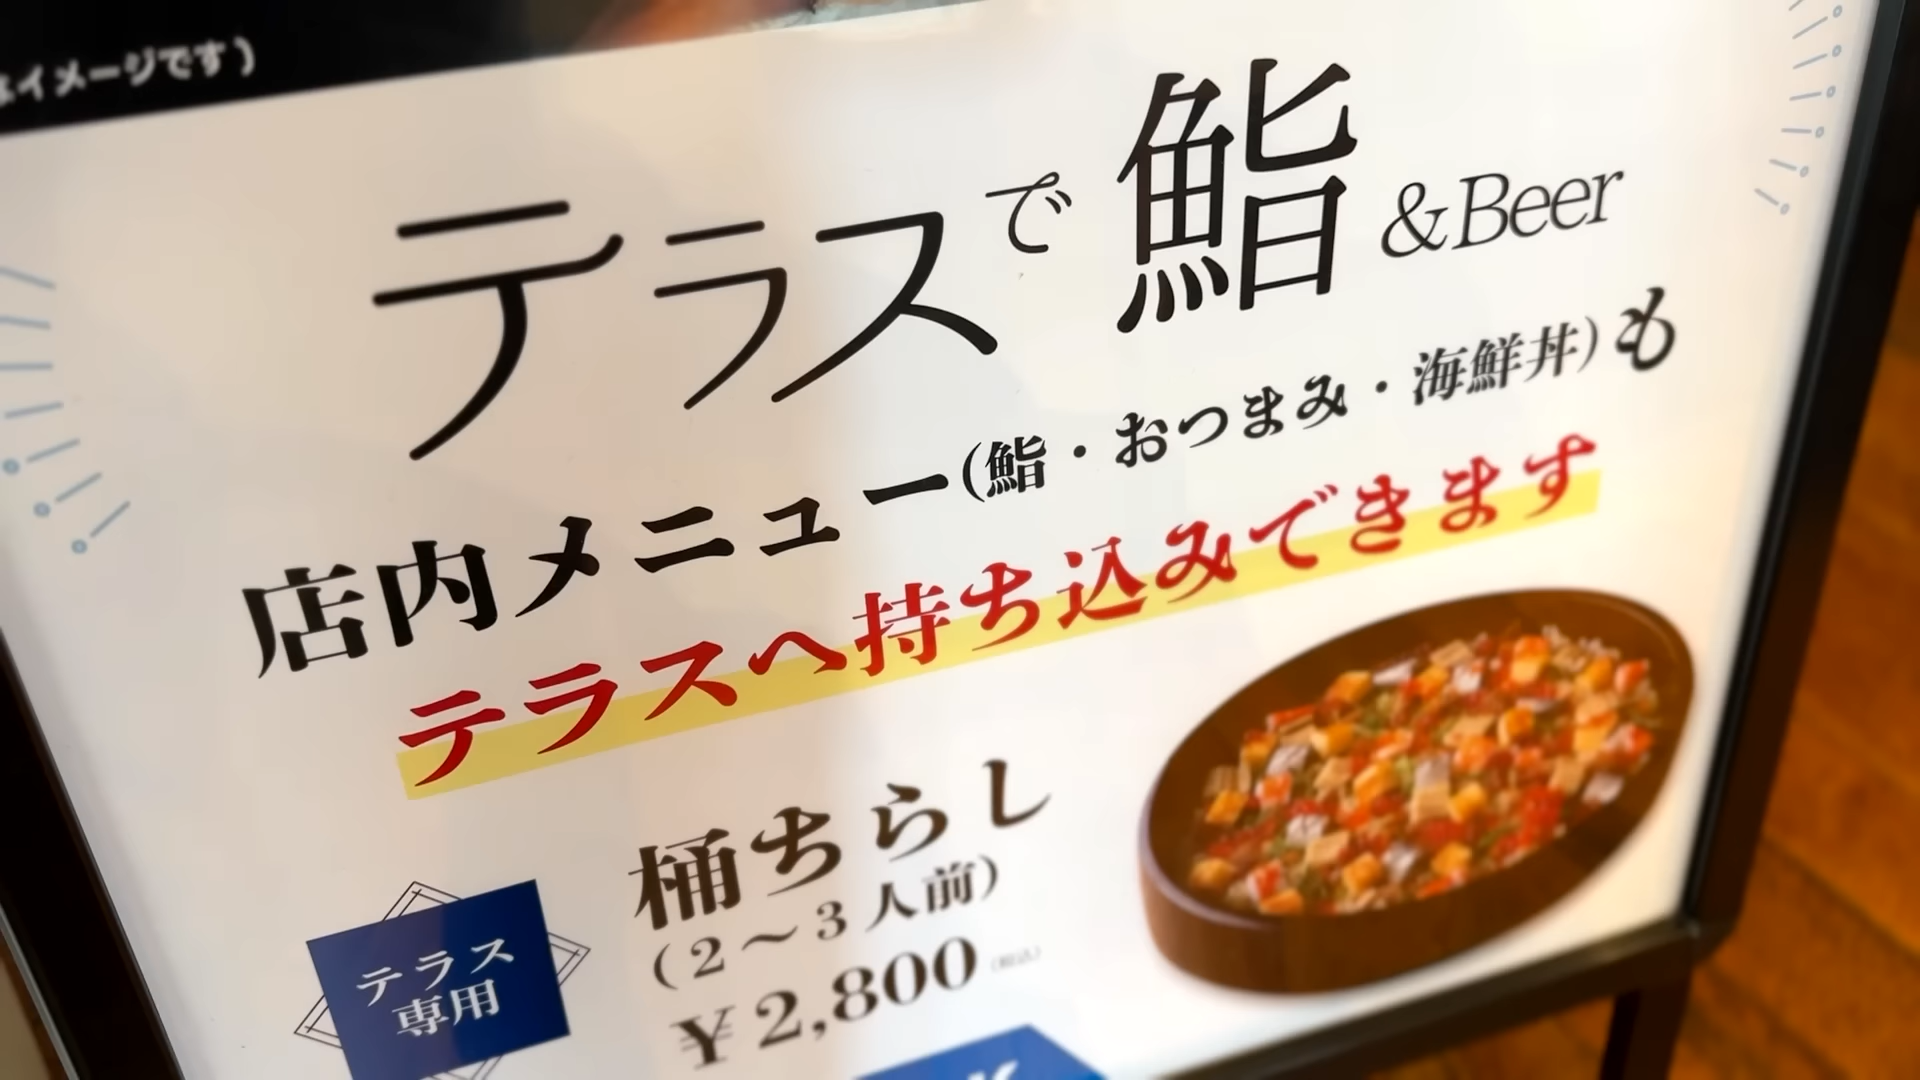 はイメージです)
テラスで鮨&Beer
店内メニュー(鮨・おつまみ・海鮮丼)も
テラスへ持ち込みできます
桶ちらし
(2〜3人前)
¥2,800(税込)
テラス
専用